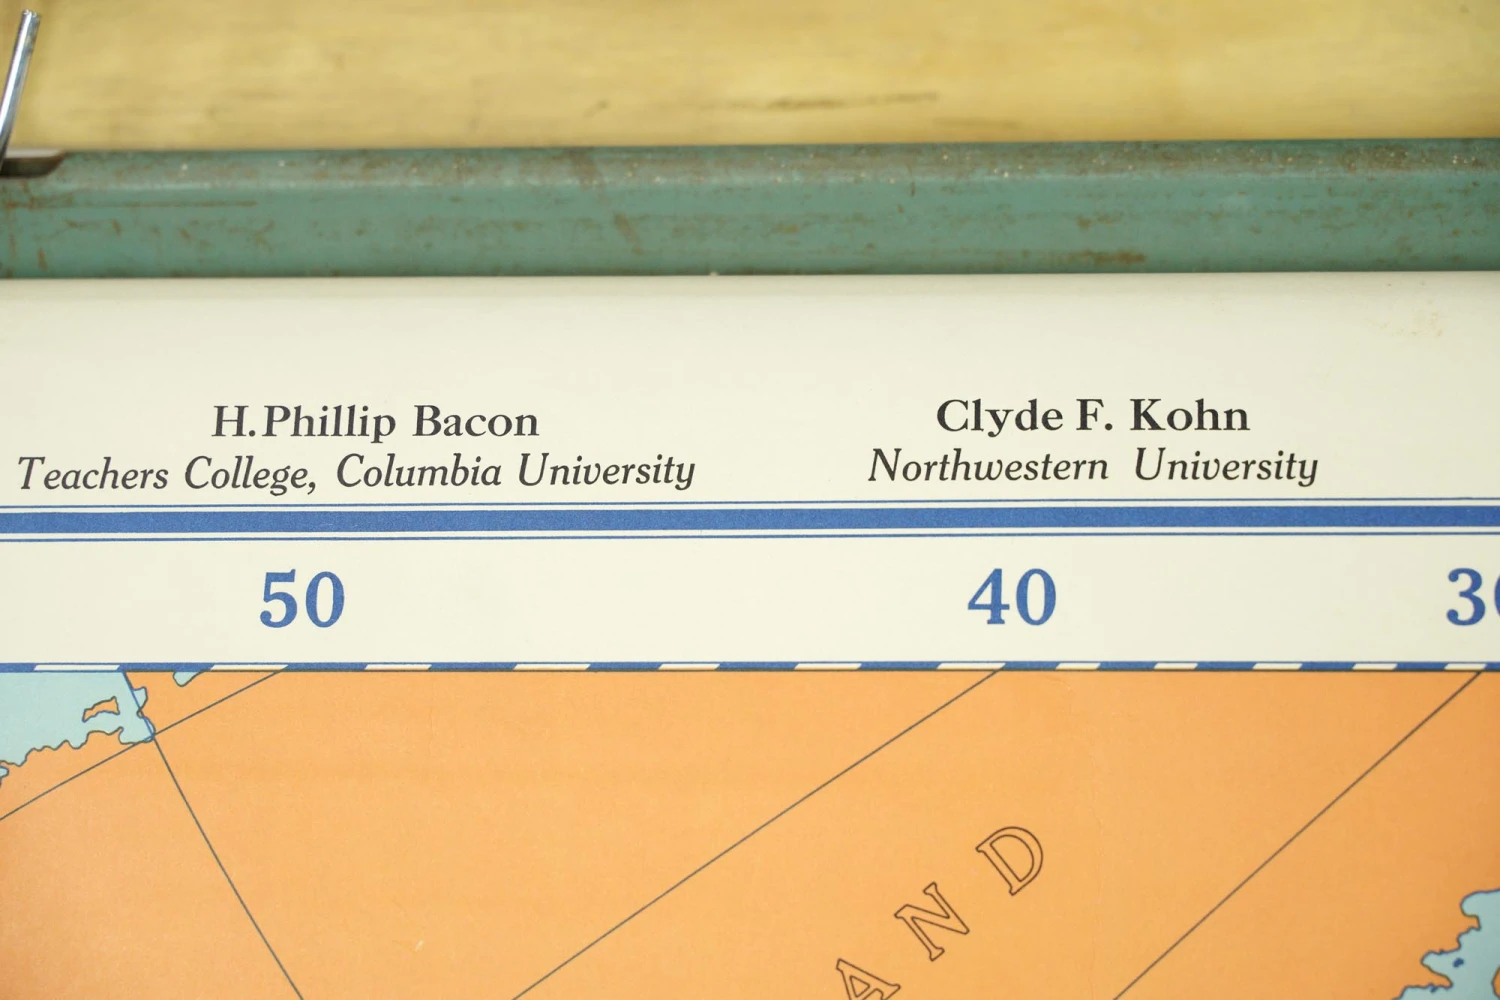 H. Phillip Bacon
Teachers College, Columbia University
Clyde F. Kohn
Northwestern University
50 40
AND